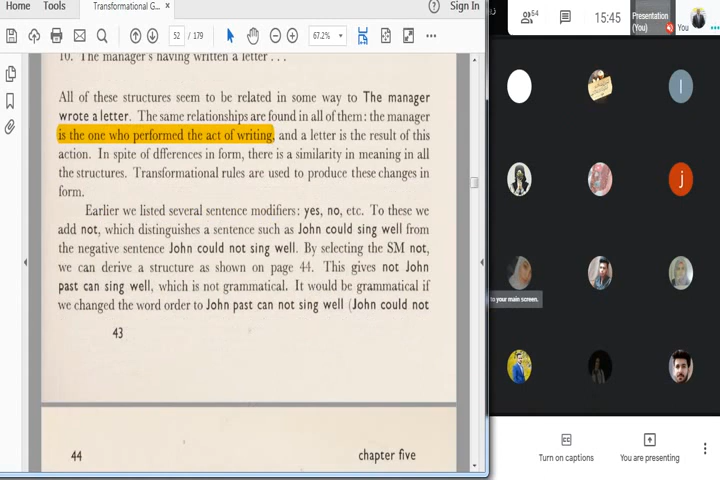 Home
Tools
Transformational G...
×
Sign In
52 / 179
67.2%
10. The manager's having written a letter . . .
All of these structures seem to be related in some way to The manager
wrote a letter. The same relationships are found in all of them: the manager
is the one who performed the act of writing, and a letter is the result of this
action. In spite of differences in form, there is a similarity in meaning in all
the structures. Transformational rules are used to produce these changes in
form.
Earlier we listed several sentence modifiers: yes, no, etc. To these we
add not, which distinguishes a sentence such as John could sing well from
the negative sentence John could not sing well. By selecting the SM not,
we can derive a structure as shown on page 44. This gives not John
past can sing well, which is not grammatical. It would be grammatical if
we changed the word order to John past can not sing well (John could not
43
44
chapter five
54
15:45
Presentation
(You)
You
l
j
to your main screen.
Turn on captions
You are presenting